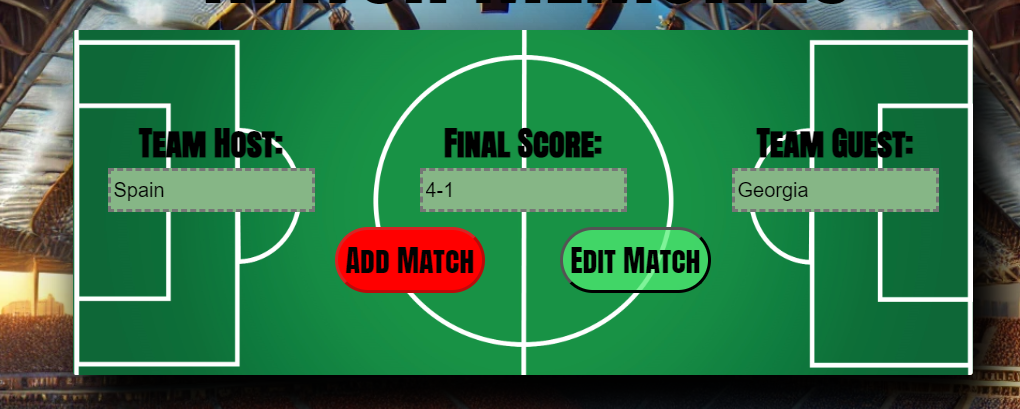 Team Host:
Final Score:
Team Guest:
Spain
4-1
Georgia
Add Match
Edit Match